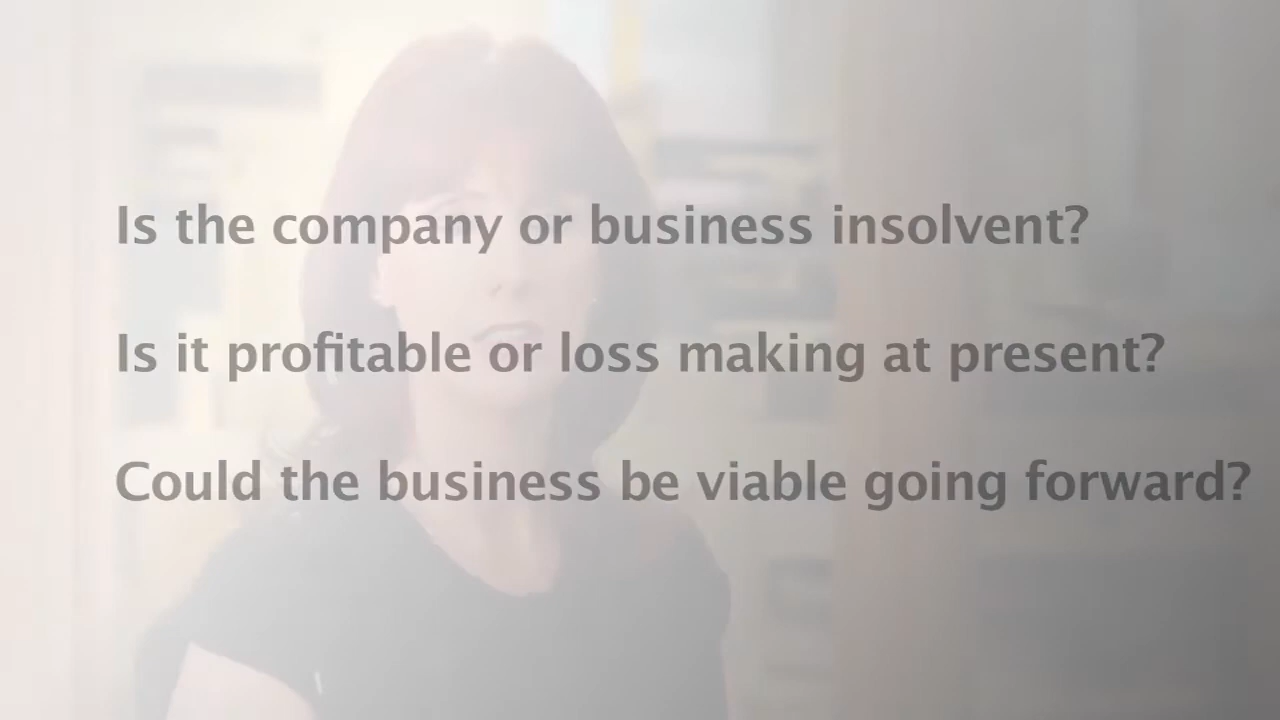 Is the company or business insolvent?
Is it profitable or loss making at present?
Could the business be viable going forward?